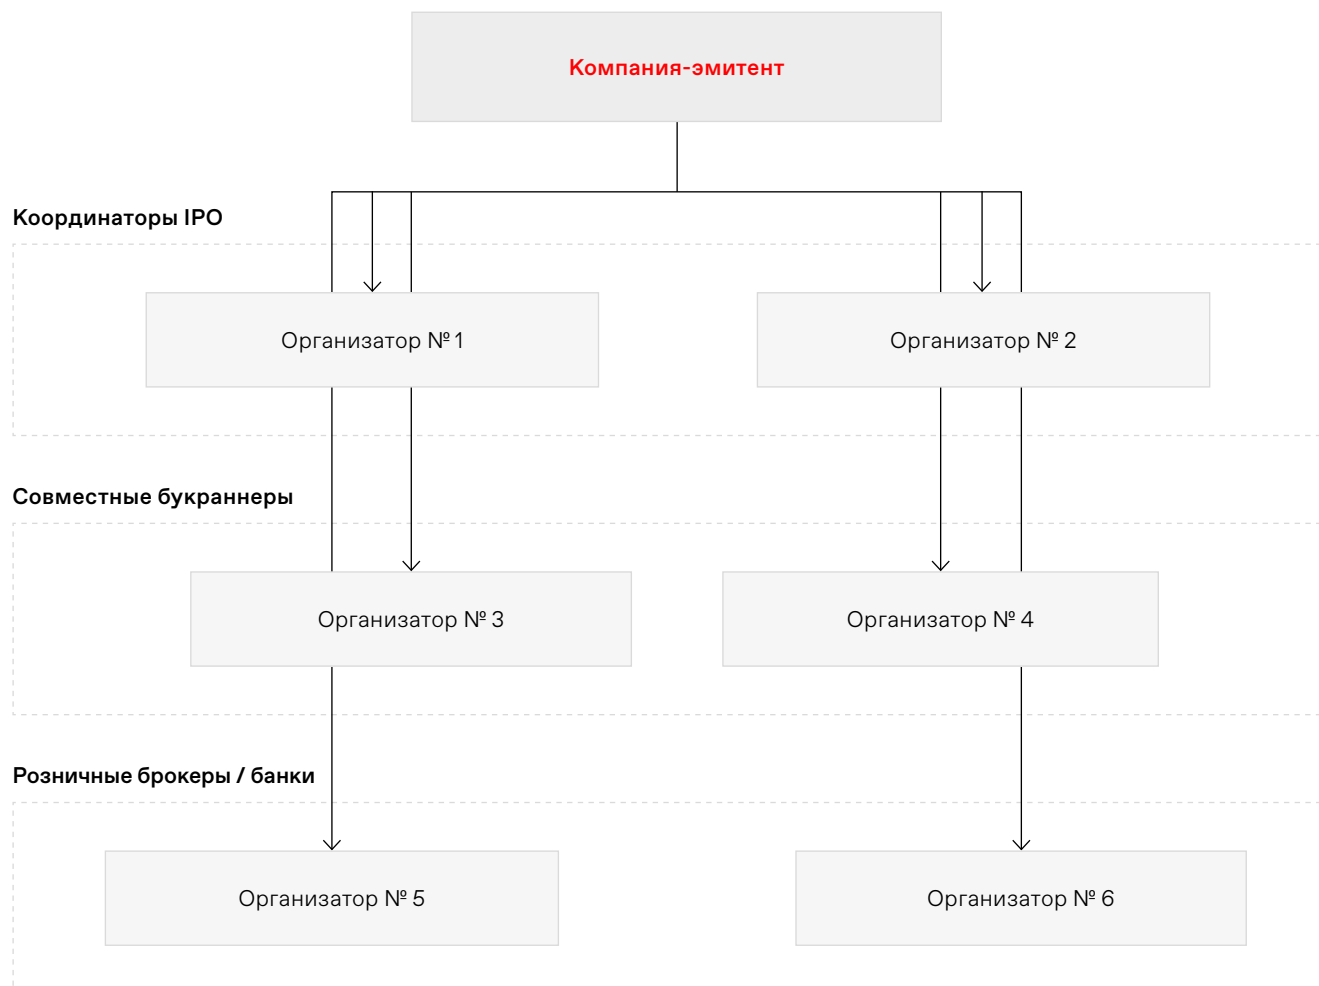 Компания-эмитент
Координаторы IPO
Организатор № 1
Организатор № 2
Совместные букраннеры
Организатор № 3
Организатор № 4
Розничные брокеры / банки
Организатор № 5
Организатор № 6